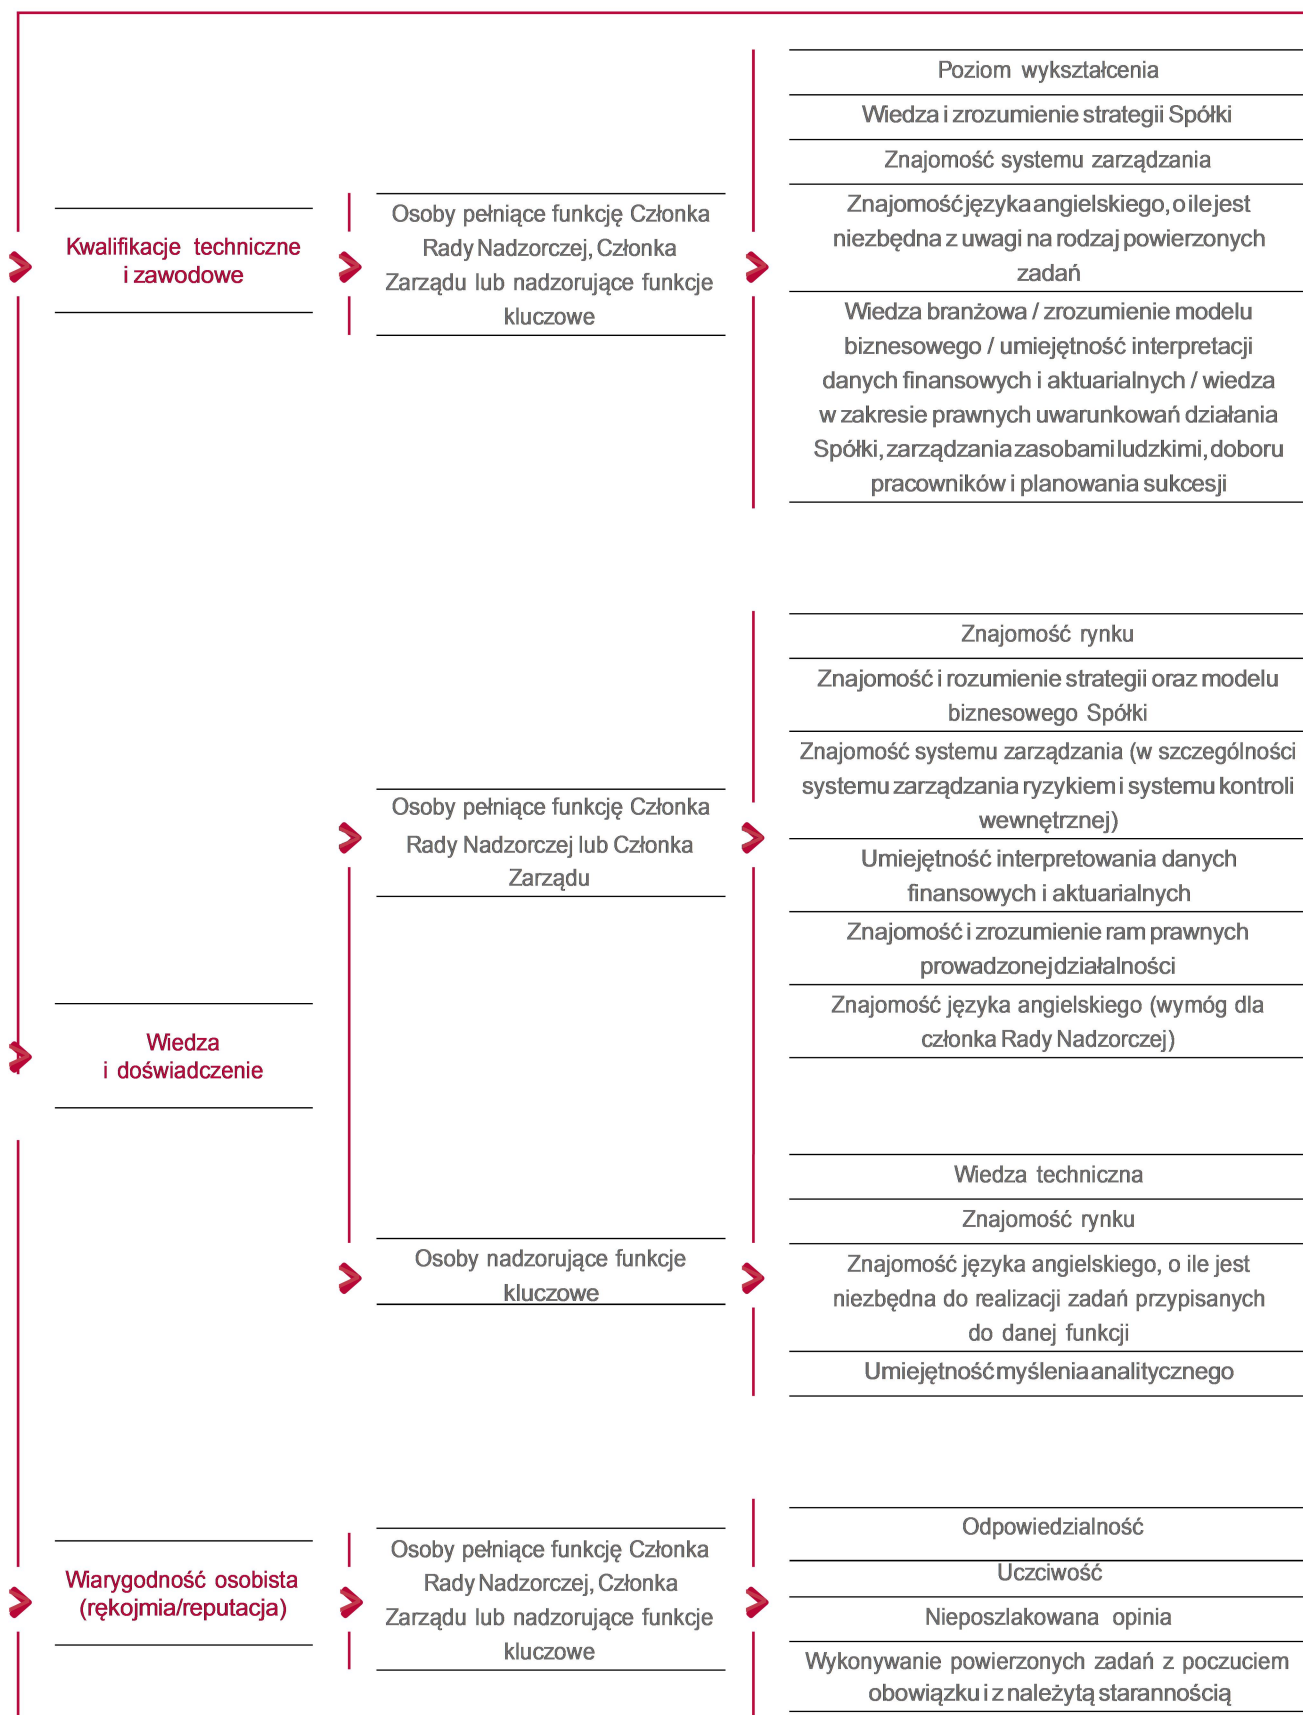 Kwalifikacje techniczne
i zawodowe
Osoby pełniące funkcję Członka
Rady Nadzorczej, Członka
Zarządu lub nadzorujące funkcje
kluczowe
Poziom wykształcenia
Wiedza i zrozumienie strategii Spółki
Znajomość systemu zarządzania
Znajomość języka angielskiego, o ile jest
niezbędna z uwagi na rodzaj powierzonych
zadań
Wiedza branżowa / zrozumienie modelu
biznesowego / umiejętność interpretacji
danych finansowych i aktuarialnych / wiedza
w zakresie prawnych uwarunkowań działania
Spółki, zarządzania zasobami ludzkimi, doboru
pracowników i planowania sukcesji
Wiedza
i doświadczenie
Osoby pełniące funkcję Członka
Rady Nadzorczej lub Członka
Zarządu
Znajomość rynku
Znajomość i rozumienie strategii oraz modelu
biznesowego Spółki
Znajomość systemu zarządzania (w szczególności
systemu zarządzania ryzykiem i systemu kontroli
wewnętrznej)
Umiejętność interpretowania danych
finansowych i aktuarialnych
Znajomość i zrozumienie ram prawnych
prowadzonej działalności
Znajomość języka angielskiego (wymóg dla
członka Rady Nadzorczej)
Osoby nadzorujące funkcje
kluczowe
Wiedza techniczna
Znajomość rynku
Znajomość języka angielskiego, o ile jest
niezbędna do realizacji zadań przypisanych
do danej funkcji
Umiejętność myślenia analitycznego
Wiarygodność osobista
(rękojmia/reputacja)
Osoby pełniące funkcję Członka
Rady Nadzorczej, Członka
Zarządu lub nadzorujące funkcje
kluczowe
Odpowiedzialność
Uczciwość
Nieposzlakowana opinia
Wykonywanie powierzonych zadań z poczuciem
obowiązku i z należytą starannością